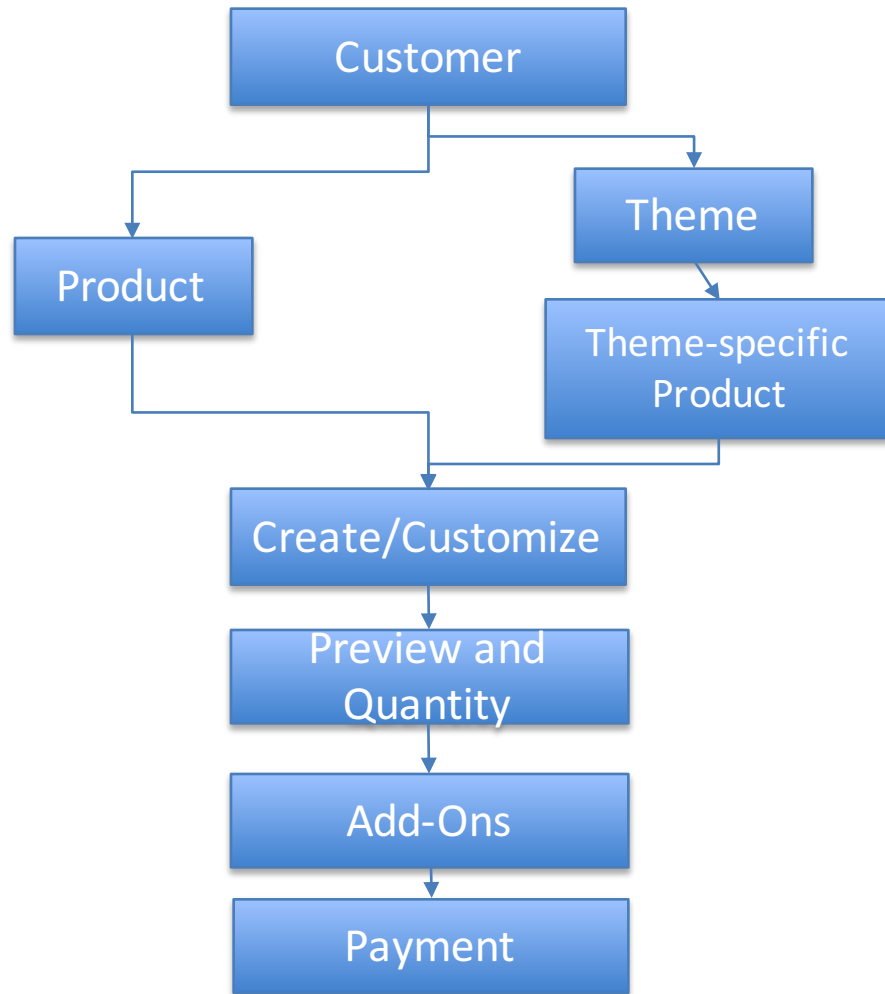 Customer
Theme
Product
Theme-specific
Product
Create/Customize
Preview and
Quantity
Add-Ons
Payment